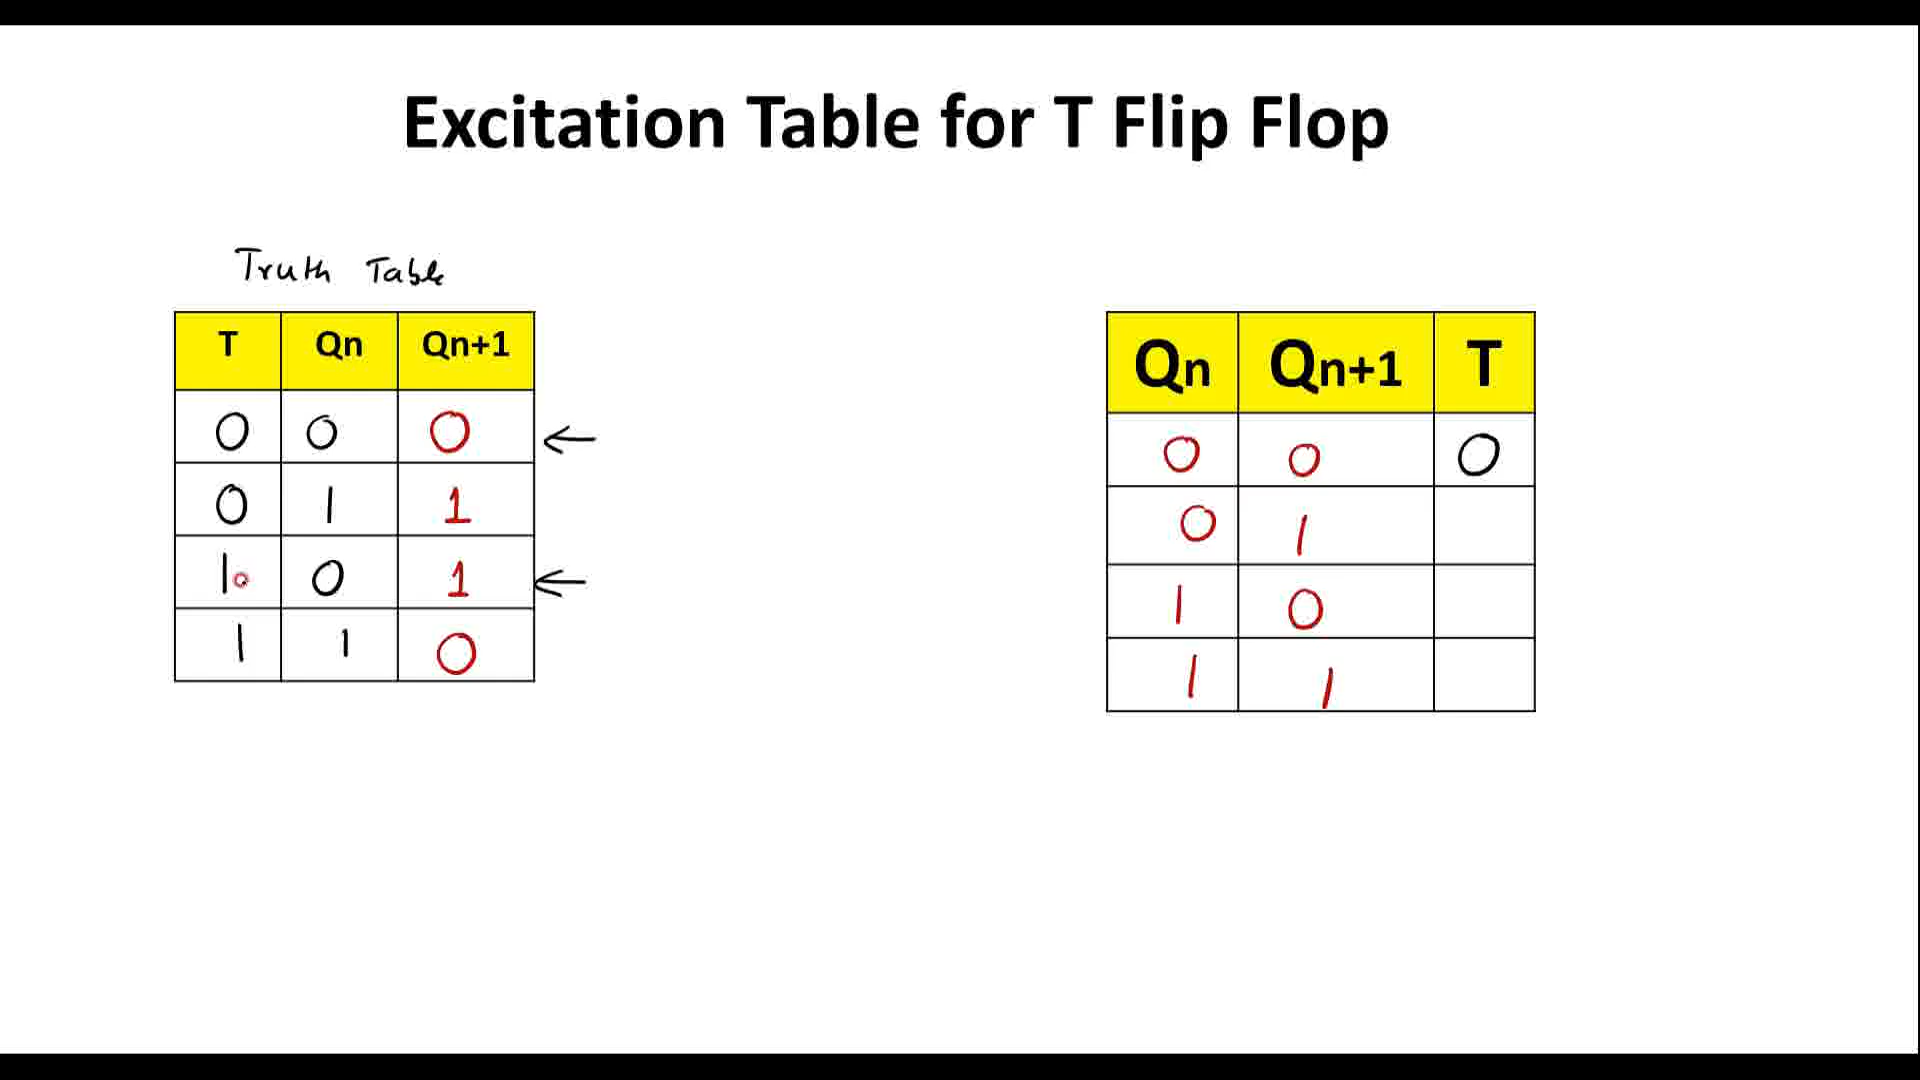 Excitation Table for T Flip Flop
Truth Table
T Qn Qn+1
0 0 0
0 1 1
1 0 1
1 1 0
Qn Qn+1 T
0 0 0
0 1
1 0
1 1